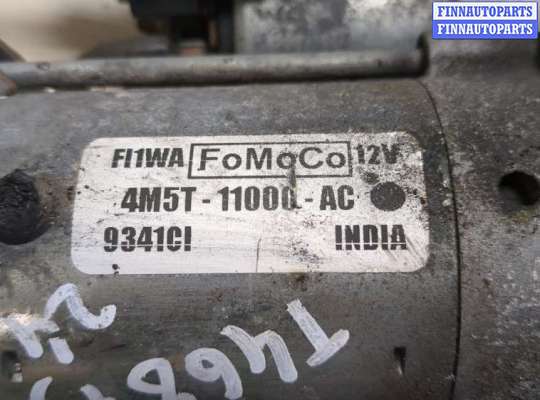 FINNAUTOPARTS
FINNAUTOPARTS
FI1WA FoMoCo 12V
4M5T - 11000 - AC
9341CI INDIA